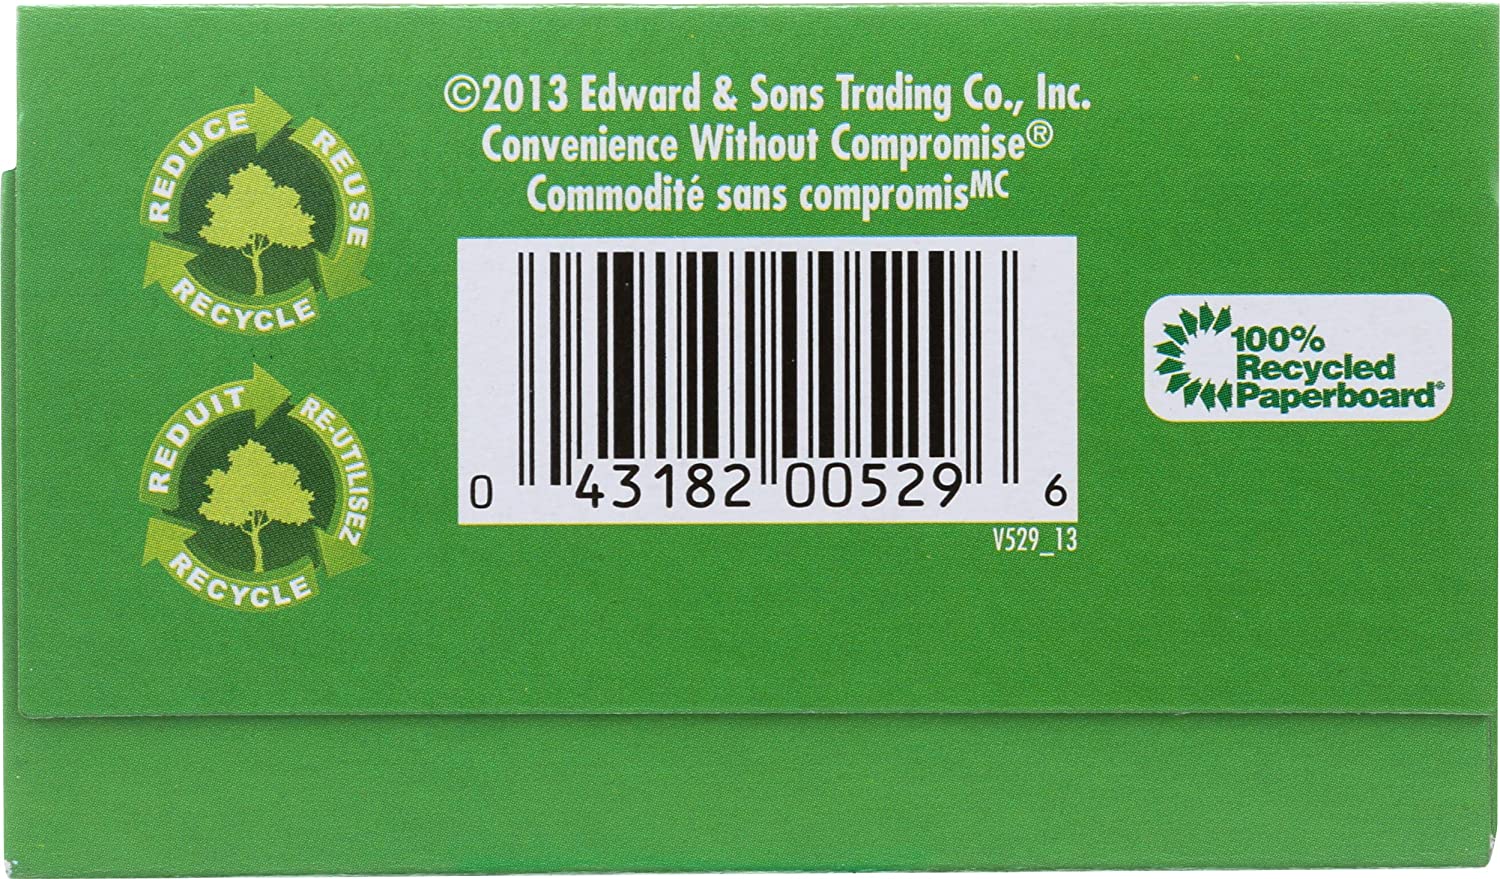 ©2013 Edward & Sons Trading Co., Inc.
Convenience Without Compromise®
Commodité sans compromisMC
REDUCE
REUSE
RECYCLE
REDUIT
RE-UTILISEZ
RECYCLE
0 43182 00529 6
V529_13
100%
Recycled
Paperboard®